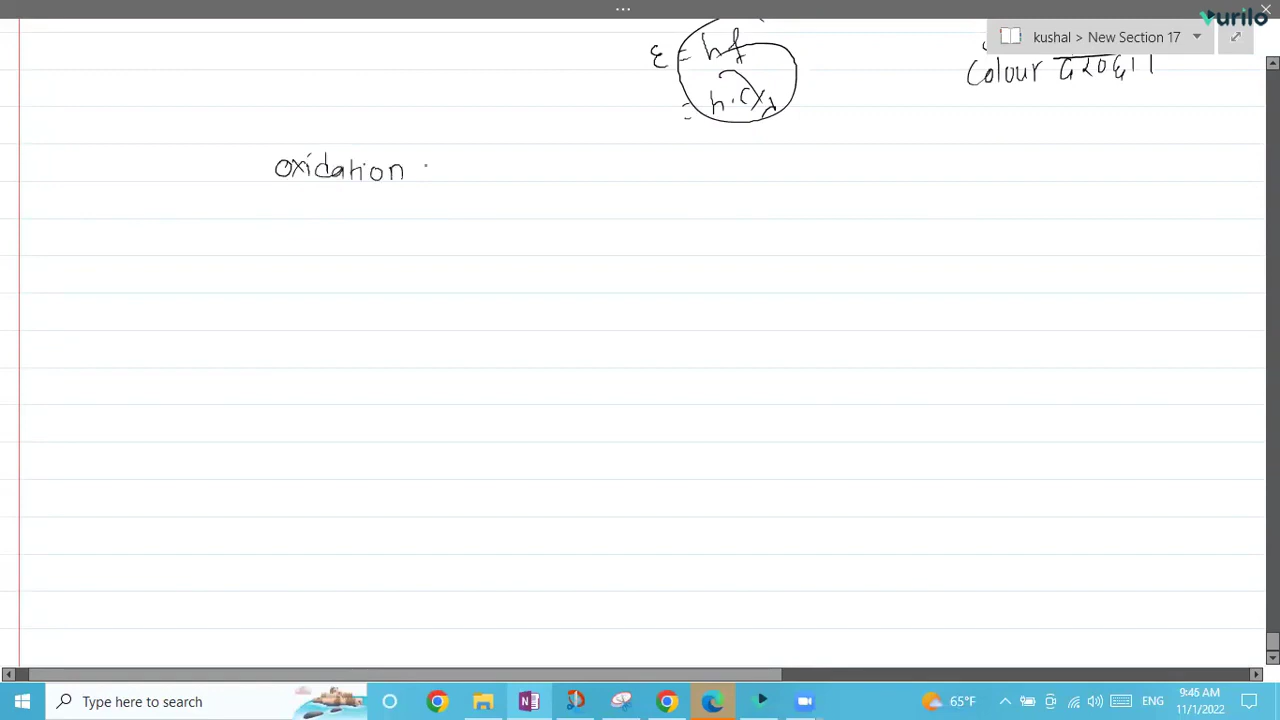 vurilo
kushal > New Section 17
ε = hf
= h.c/λ
Colour
oxidation
Type here to search
65°F
ENG
9:45 AM
11/1/2022